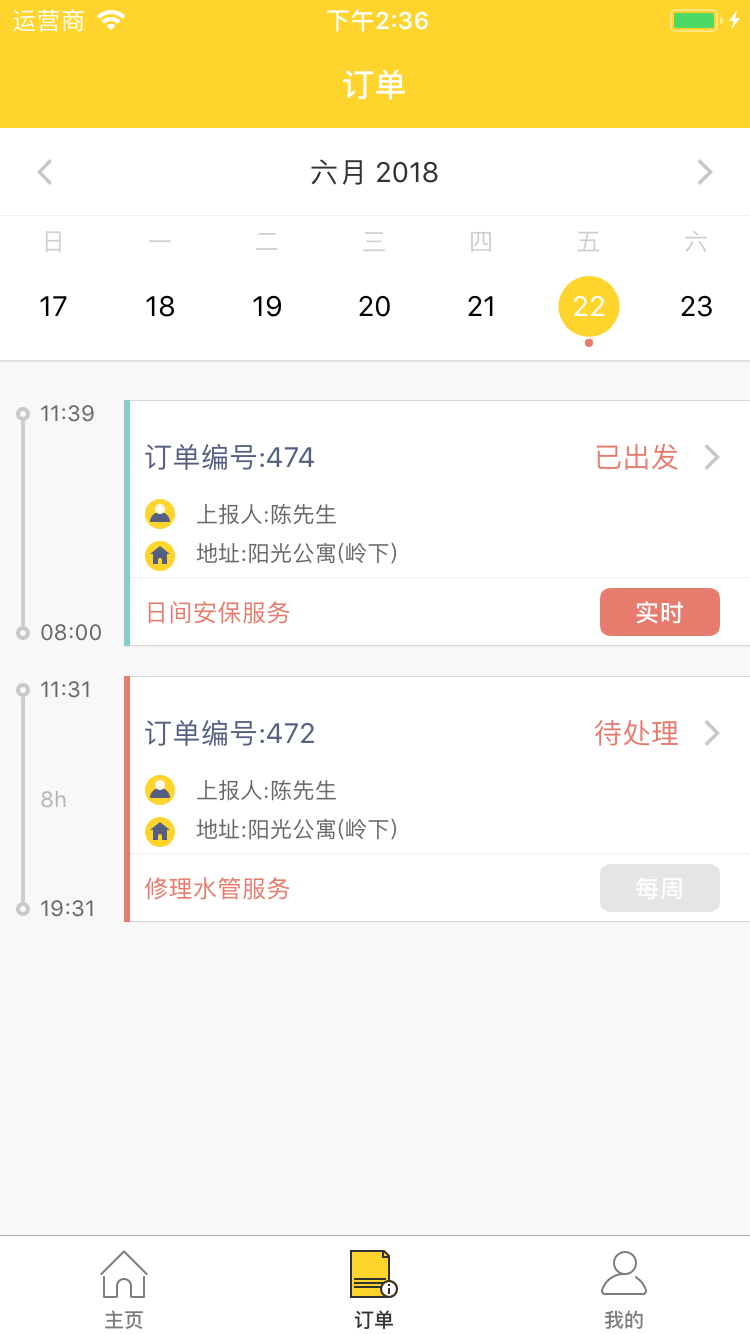 运营商 下午2:36
订单
六月 2018
日 一 二 三 四 五 六
17 18 19 20 21 22 23
11:39
订单编号:474 已出发
上报人:陈先生
地址:阳光公寓(岭下)
日间安保服务 实时
08:00
11:31
订单编号:472 待处理
上报人:陈先生
8h
地址:阳光公寓(岭下)
修理水管服务 每周
19:31
主页 订单 我的